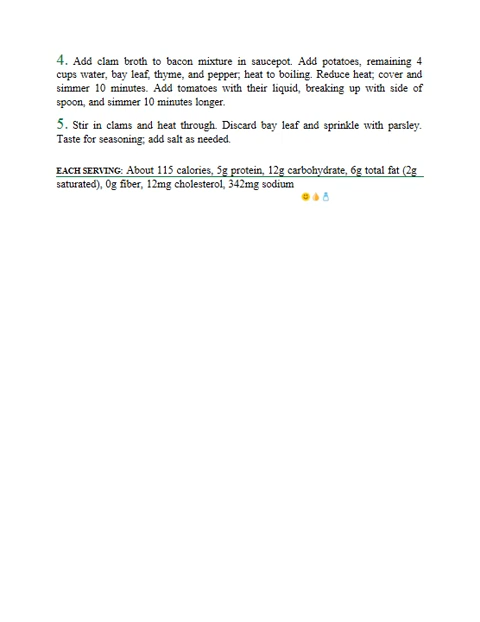 4. Add clam broth to bacon mixture in saucepot. Add potatoes, remaining 4
cups water, bay leaf, thyme, and pepper; heat to boiling. Reduce heat; cover and
simmer 10 minutes. Add tomatoes with their liquid, breaking up with side of
spoon, and simmer 10 minutes longer.
5. Stir in clams and heat through. Discard bay leaf and sprinkle with parsley.
Taste for seasoning; add salt as needed.
EACH SERVING: About 115 calories, 5g protein, 12g carbohydrate, 6g total fat (2g
saturated), 0g fiber, 12mg cholesterol, 342mg sodium